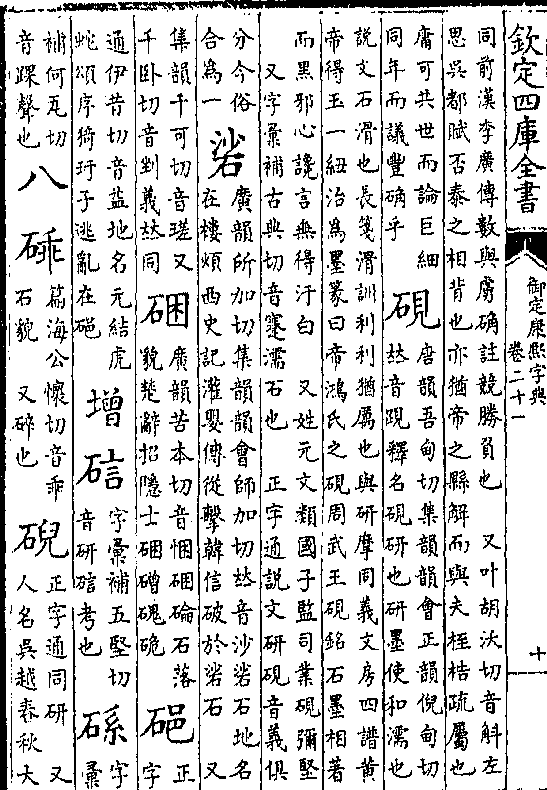 欽定四庫全書
御定康熙字典
卷二十一
十
同前漢李廣傳數與虜确註競勝負也 又叶胡沃切音斛左
思吳都賦否泰之相背也亦猶帝之縣解而與夫桎梏疏屬也
庸可共世而論巨細
同年而議豐确乎
硯
唐韻吾甸切集韻韻會正韻倪甸切
𠀤音晛釋名硯研也研墨使和濡也
說文石滑也長箋滑訓利利猶厲也與研摩同義文房四譜黃
帝得玉一紐治為墨篆曰帝鴻氏之硯周武王硯銘石墨相著
而黑邪心讒言無得汙白 又姓元文類國子監司業硯彌堅
又字彙補古典切音蹇濡石也 正字通說文研硯音義俱
分今俗
合為一
硰
廣韻所加切集韻韻會師加切𠀤音沙硰石地名
在樓煩西史記灌嬰傳從擊韓信破於硰石 又
集韻千可切音瑳又
千卧切音剉義𠀤同
硱
廣韻苦本切音悃硱碖石落
貌楚辭招隱士硱磳磈硊
正
字
通伊昔切音益地名元結虎
蛇頌序猗玗子逃亂在
增
字彙補五堅切
音研 考也
字
彙
補何瓦切
音踝聲也
八
篇海公懷切音乖
石貌 又碎也
正字通同研 又
人名吳越春秋大